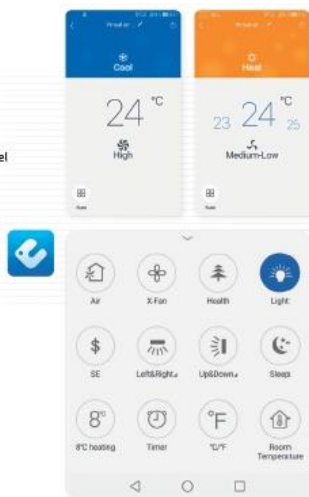 Cool
24 °C
High
Heat
23 24 °C 25
Medium-Low
el
Air
X-Fan
Health
Light
$
SE
Left&Right
Up&Down
Sleep
8°
8°C heating
Timer
°F
°C/°F
Room
Temperature